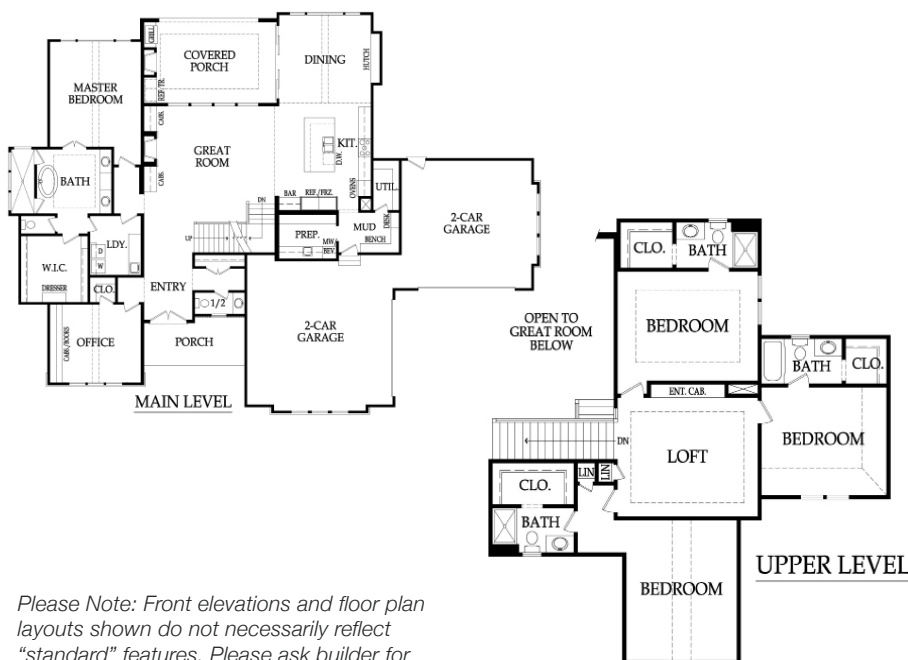 GRILL
COVERED
PORCH
DINING
HUTCH
MASTER
BEDROOM
REF./TR.
CABS.
GREAT
ROOM
KIT.
D.W.
BATH
CABS.
OVENS
UTIL.
BAR
REF./FRZ.
DN
2-CAR
GARAGE
DESK
UP
PREP.
MUD
LDY.
MW.
BENCH
BEV.
D
W
W.I.C.
DRESSER
CLO.
ENTRY
1/2
2-CAR
GARAGE
CABS./BOOKS
OFFICE
PORCH
MAIN LEVEL
CLO.
BATH
OPEN TO
GREAT ROOM
BELOW
BEDROOM
BATH
CLO.
ENT. CAB.
BEDROOM
DN
LOFT
LIN
LIN
CLO.
BATH
BEDROOM
UPPER LEVEL
Please Note: Front elevations and floor plan
layouts shown do not necessarily reflect
“standard” features. Please ask builder for